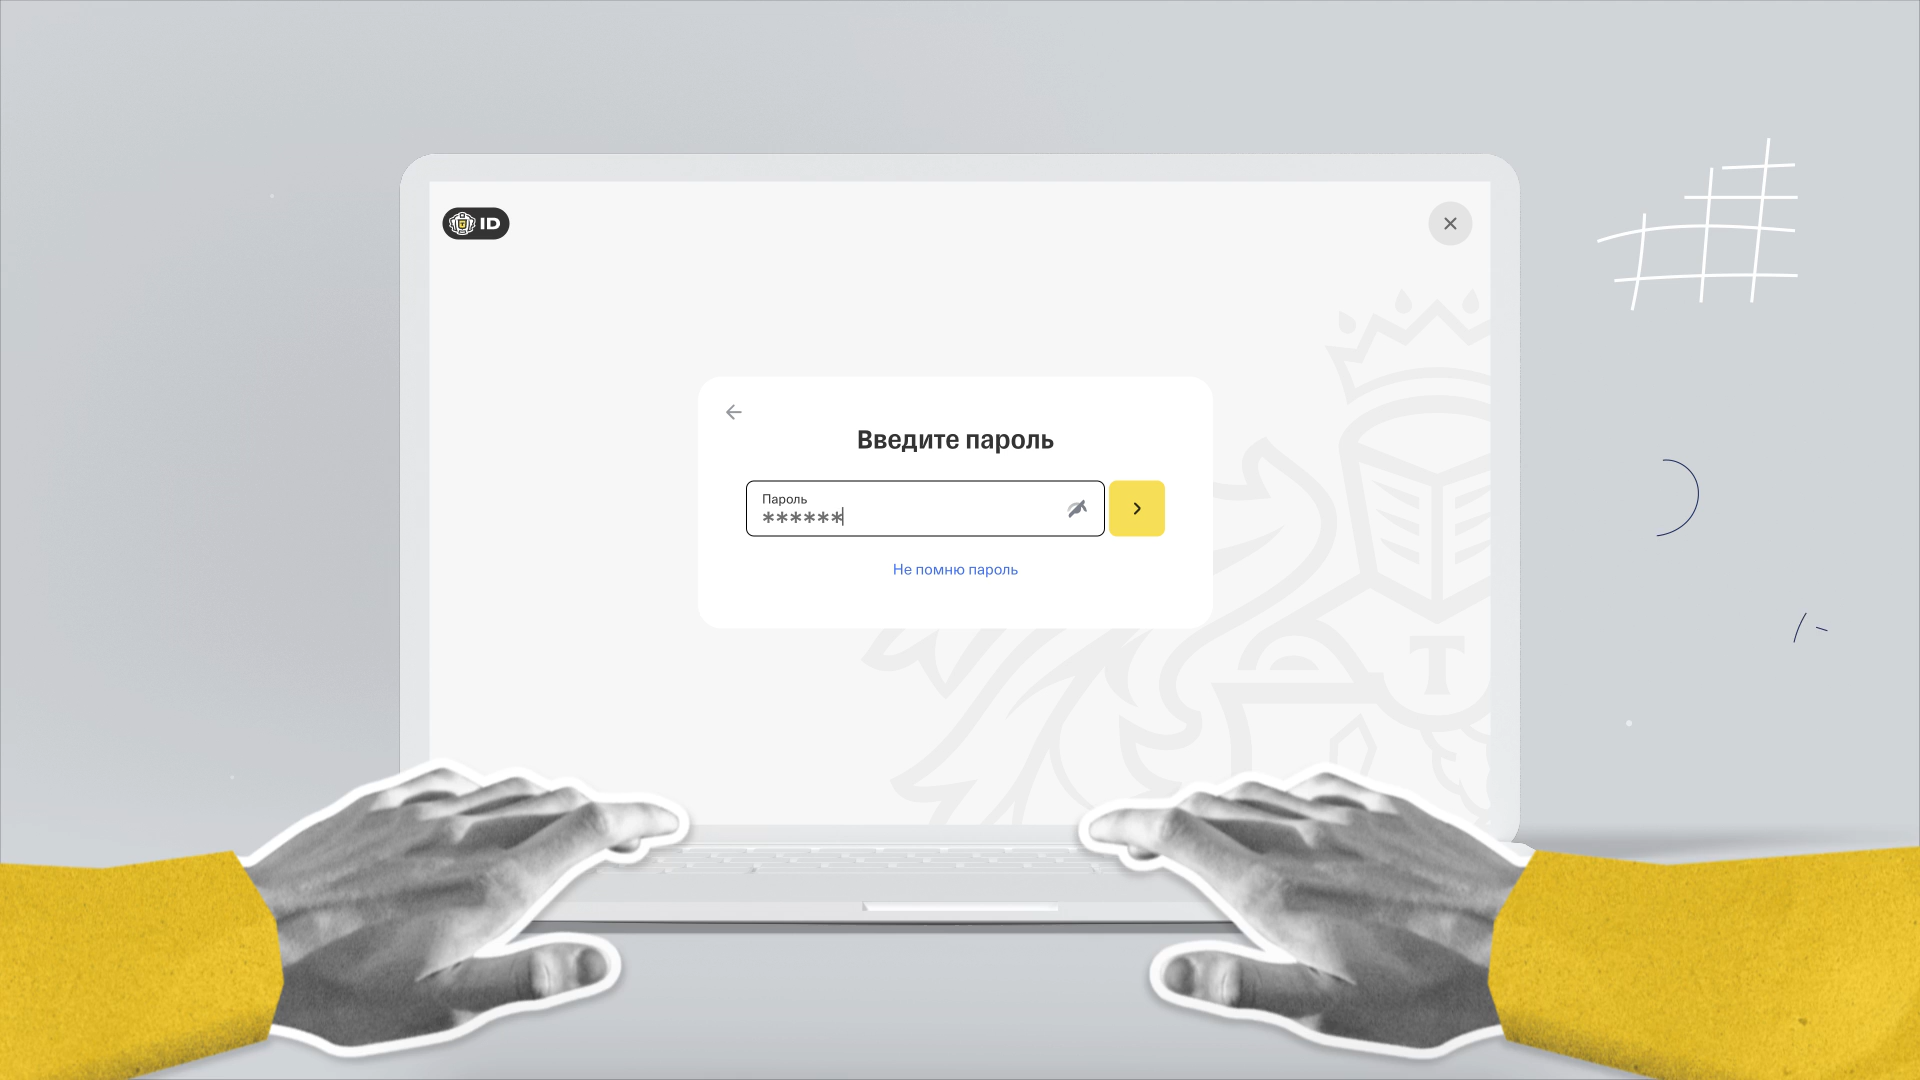 ID
Введите пароль
Пароль
******
Не помню пароль
T